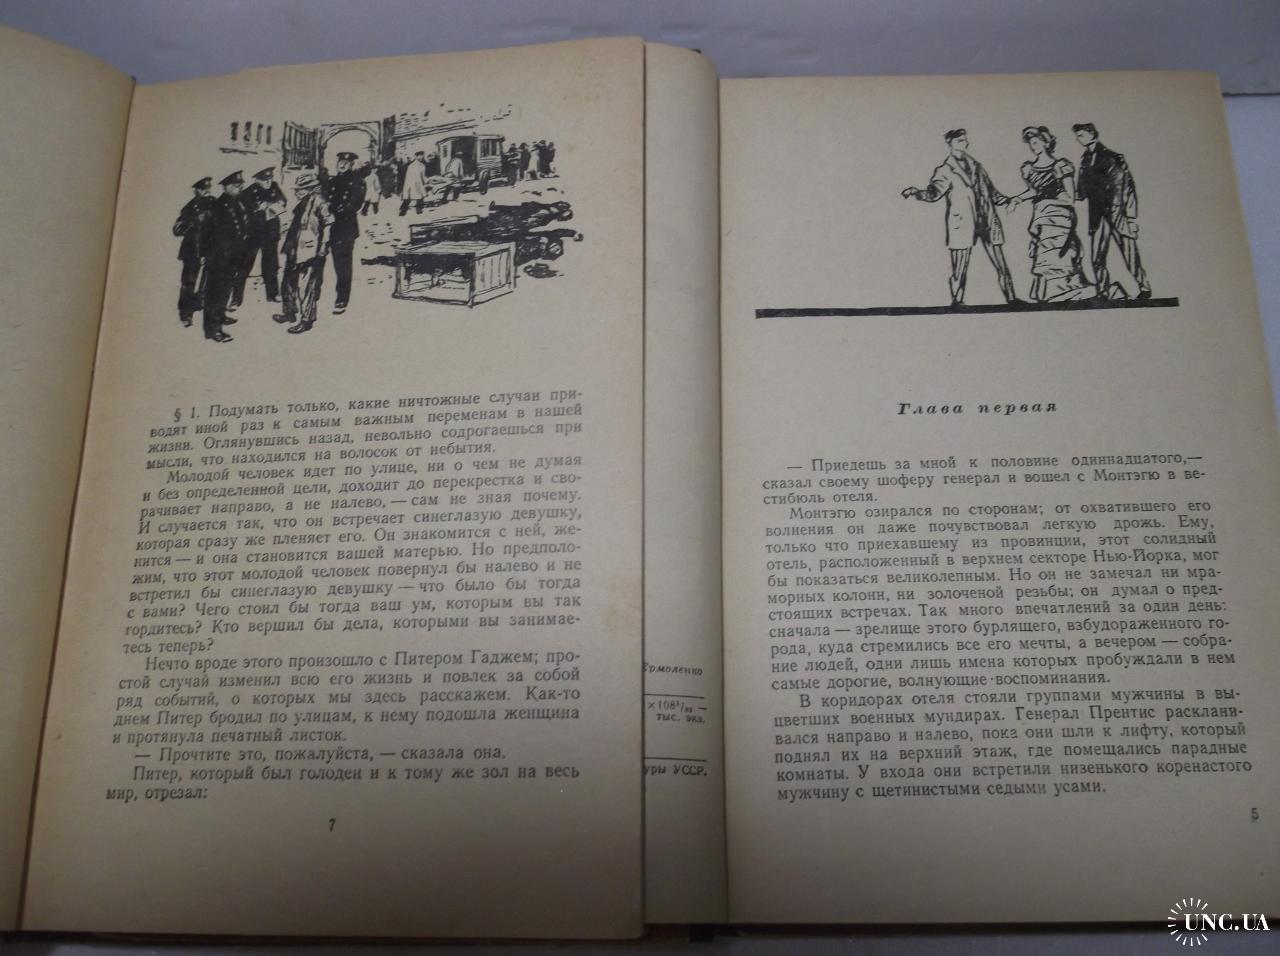 § 1. Подумать только, какие ничтожные случаи при-
водят иной раз к самым важным переменам в нашей
жизни. Оглянувшись назад, невольно содрогаешься при
мысли, что находился на волосок от небытия.
Молодой человек идет по улице, ни о чем не думая
и без определенной цели, доходит до перекрестка и сво-
рачивает направо, а не налево, — сам не зная почему.
И случается так, что он встречает синеглазую девушку,
которая сразу же пленяет его. Он знакомится с ней, же-
нится — и она становится вашей матерью. Но предполо-
жим, что этот молодой человек повернул бы налево и не
встретил бы синеглазую девушку — что было бы тогда
с вами? Чего стоил бы тогда ваш ум, которым вы так
гордитесь? Кто вершил бы дела, которыми вы занимае-
тесь теперь?
Нечто вроде этого произошло с Питером Гаджем; про-
стой случай изменил всю его жизнь и повлек за собой
ряд событий, о которых мы здесь расскажем. Как-то
днем Питер бродил по улицам, к нему подошла женщина
и протянула печатный листок.
— Прочтите это, пожалуйста, — сказала она.
Питер, который был голоден и к тому же зол на весь
мир, отрезал:
7
Ермоленко
×108¹/₃₂ —
тыс. экз.
уры УССР.
Глава первая
— Приедешь за мной к половине одиннадцатого,—
сказал своему шоферу генерал и вошел с Монтэгю в ве-
стибюль отеля.
Монтэгю озирался по сторонам; от охватившего его
волнения он даже почувствовал легкую дрожь. Ему,
только что приехавшему из провинции, этот солидный
отель, расположенный в верхнем секторе Нью-Йорка, мог
бы показаться великолепным. Но он не замечал ни мра-
морных колонн, ни золоченой резьбы; он думал о пред-
стоящих встречах. Так много впечатлений за один день:
сначала — зрелище этого бурлящего, взбудораженного го-
рода, куда стремились все его мечты, а вечером — собра-
ние людей, одни лишь имена которых пробуждали в нем
самые дорогие, волнующие воспоминания.
В коридорах отеля стояли группами мужчины в вы-
цветших военных мундирах. Генерал Прентис расклани-
вался направо и налево, пока они шли к лифту, который
поднял их на верхний этаж, где помещались парадные
комнаты. У входа они встретили низенького коренастого
мужчину с щетинистыми седыми усами.
5
UNC.UA